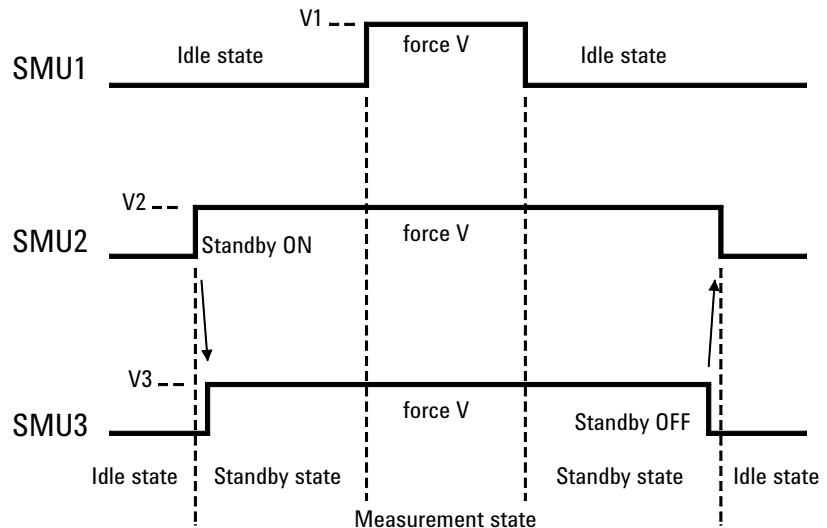 V1
Idle state
force V
Idle state
SMU1
V2
force V
SMU2
Standby ON
V3
force V
Standby OFF
SMU3
Idle state
Standby state
Standby state
Idle state
Measurement state